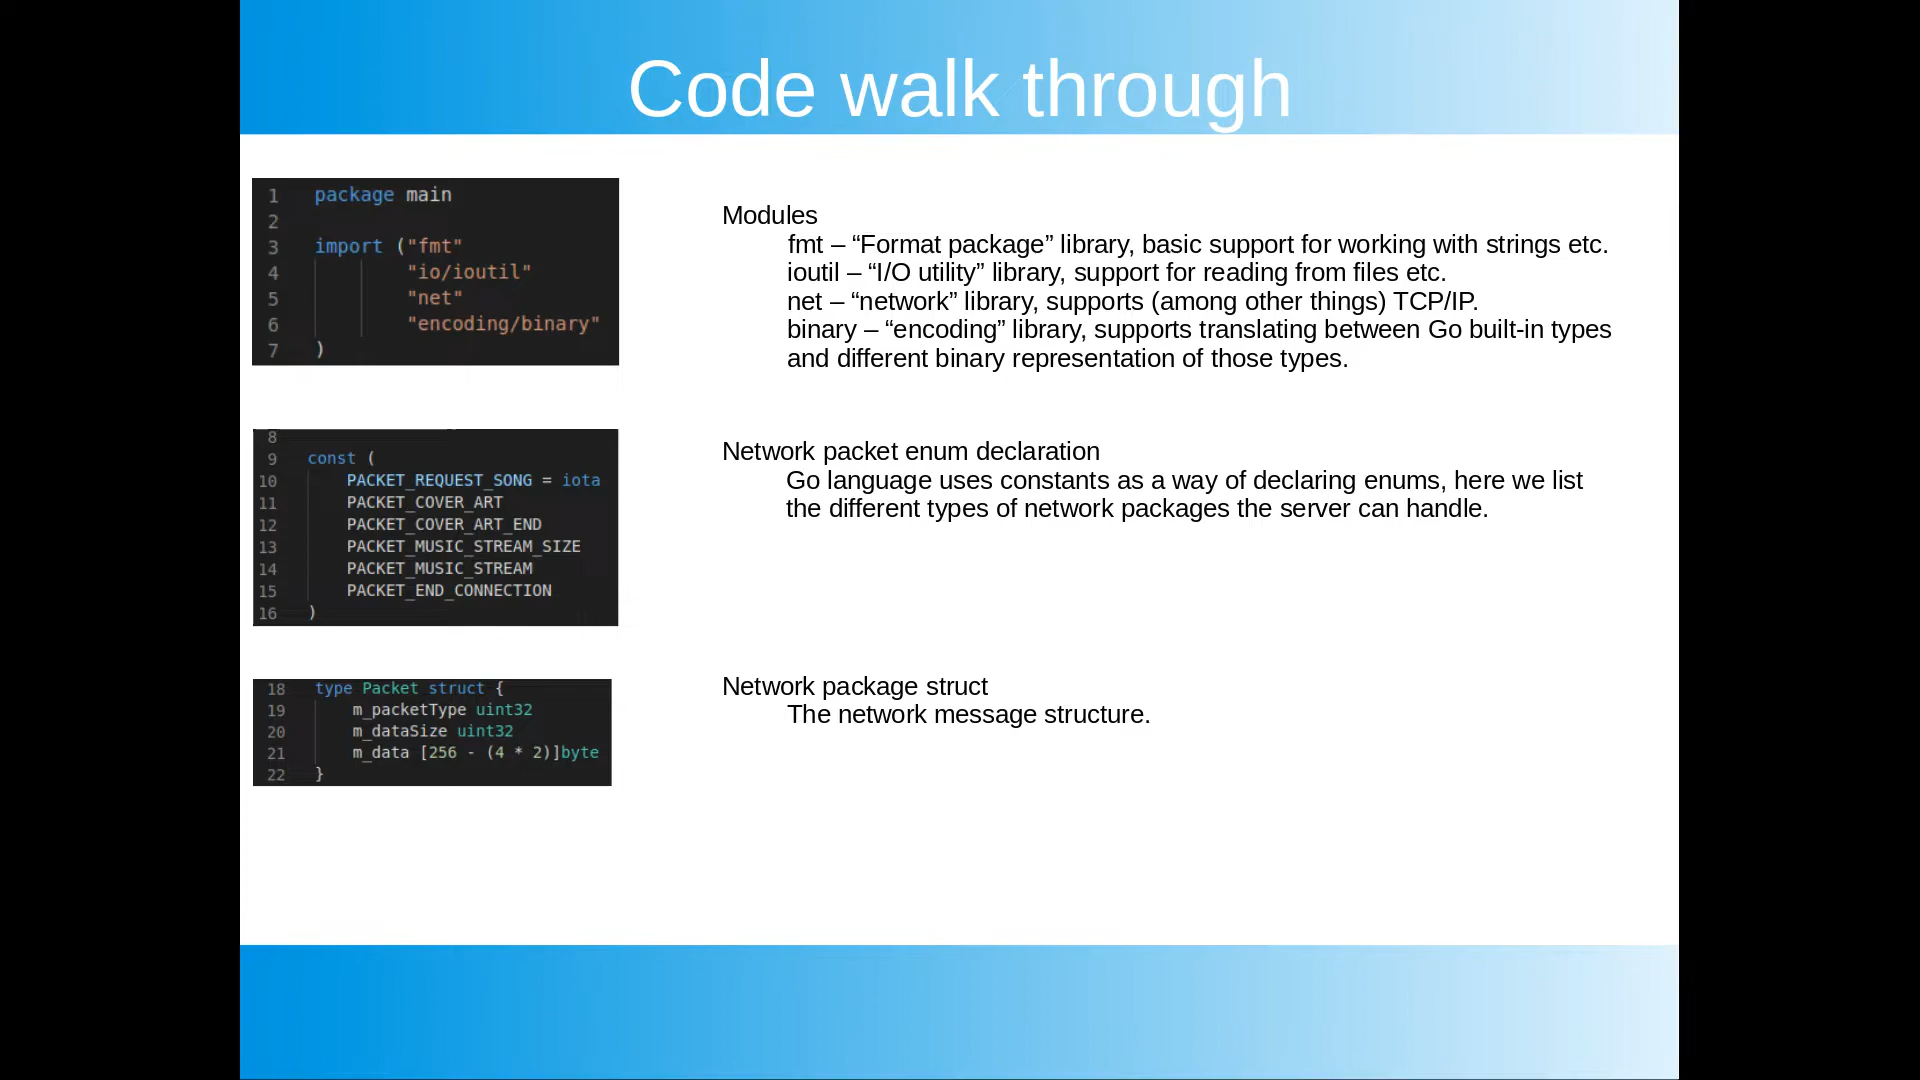 Code walk through
1 package main
2
3 import ("fmt"
4 "io/ioutil"
5 "net"
6 "encoding/binary"
7 )
Modules
fmt – “Format package” library, basic support for working with strings etc.
ioutil – “I/O utility” library, support for reading from files etc.
net – “network” library, supports (among other things) TCP/IP.
binary – “encoding” library, supports translating between Go built-in types
and different binary representation of those types.
8
9 const (
10 PACKET_REQUEST_SONG = iota
11 PACKET_COVER_ART
12 PACKET_COVER_ART_END
13 PACKET_MUSIC_STREAM_SIZE
14 PACKET_MUSIC_STREAM
15 PACKET_END_CONNECTION
16 )
Network packet enum declaration
Go language uses constants as a way of declaring enums, here we list
the different types of network packages the server can handle.
18 type Packet struct {
19 m_packetType uint32
20 m_dataSize uint32
21 m_data [256 - (4 * 2)]byte
22 }
Network package struct
The network message structure.